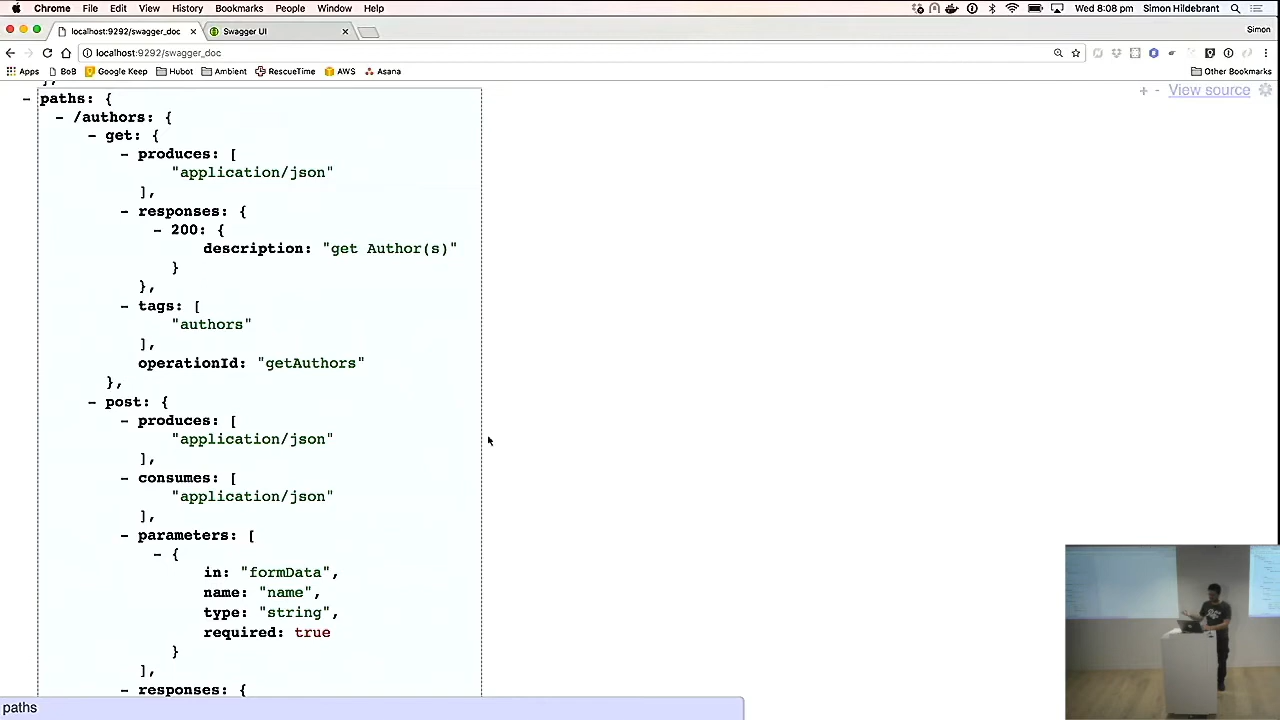 Chrome File Edit View History Bookmarks People Window Help Wed 8:08 pm Simon Hildebrant
localhost:9292/swagger_doc × Swagger UI × Simon
localhost:9292/swagger_doc
Apps BoB Google Keep Hubot Ambient RescueTime AWS Asana Other Bookmarks
+ - View source
],
- paths: {
- /authors: {
- get: {
- produces: [
"application/json"
],
- responses: {
- 200: {
description: "get Author(s)"
}
},
- tags: [
"authors"
],
operationId: "getAuthors"
},
- post: {
- produces: [
"application/json"
],
- consumes: [
"application/json"
],
- parameters: [
- {
in: "formData",
name: "name",
type: "string",
required: true
}
],
- responses: {
paths